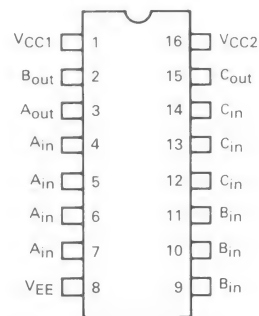 VCC1 1 16 VCC2
Bout 2 15 Cout
Aout 3 14 Cin
Ain 4 13 Cin
Ain 5 12 Cin
Ain 6 11 Bin
Ain 7 10 Bin
VEE 8 9 Bin